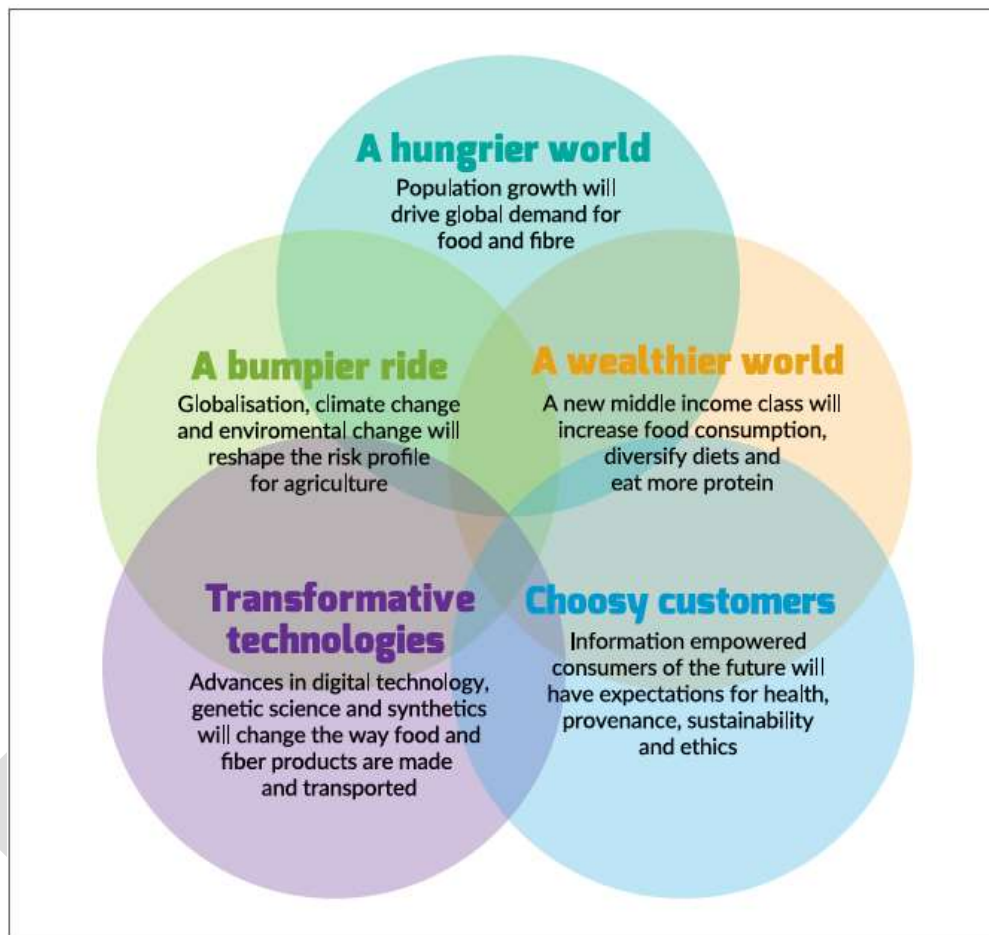 A hungrier world
Population growth will
drive global demand for
food and fibre
A bumpier ride
Globalisation, climate change
and enviromental change will
reshape the risk profile
for agriculture
A wealthier world
A new middle income class will
increase food consumption,
diversify diets and
eat more protein
Transformative
technologies
Advances in digital technology,
genetic science and synthetics
will change the way food and
fiber products are made
and transported
Choosy customers
Information empowered
consumers of the future will
have expectations for health,
provenance, sustainability
and ethics